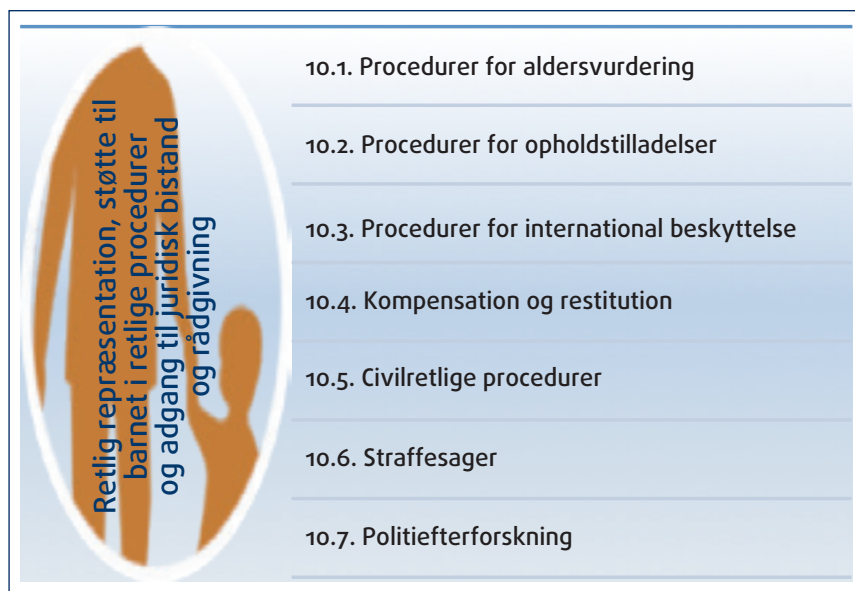 Retlig repræsentation, støtte til
barnet i retlige procedurer
og adgang til juridisk bistand
og rådgivning
10.1. Procedurer for aldersvurdering
10.2. Procedurer for opholdstilladelser
10.3. Procedurer for international beskyttelse
10.4. Kompensation og restitution
10.5. Civilretlige procedurer
10.6. Straffesager
10.7. Politiefterforskning